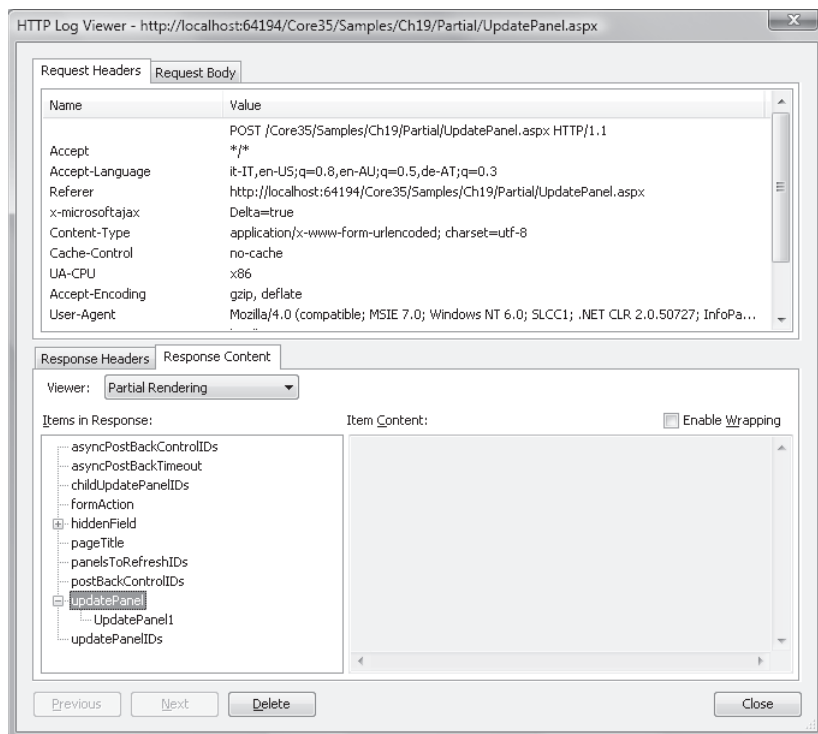 HTTP Log Viewer - http://localhost:64194/Core35/Samples/Ch19/Partial/UpdatePanel.aspx
Request Headers Request Body
Name Value
POST /Core35/Samples/Ch19/Partial/UpdatePanel.aspx HTTP/1.1
Accept */*
Accept-Language it-IT,en-US;q=0.8,en-AU;q=0.5,de-AT;q=0.3
Referer http://localhost:64194/Core35/Samples/Ch19/Partial/UpdatePanel.aspx
x-microsoftajax Delta=true
Content-Type application/x-www-form-urlencoded; charset=utf-8
Cache-Control no-cache
UA-CPU x86
Accept-Encoding gzip, deflate
User-Agent Mozilla/4.0 (compatible; MSIE 7.0; Windows NT 6.0; SLCC1; .NET CLR 2.0.50727; InfoPa...
Response Headers Response Content
Viewer: Partial Rendering
Items in Response: Item Content: Enable Wrapping
asyncPostBackControlIDs
asyncPostBackTimeout
childUpdatePanelIDs
formAction
hiddenField
pageTitle
panelsToRefreshIDs
postBackControlIDs
updatePanel
UpdatePanel1
updatePanelIDs
Previous Next Delete Close